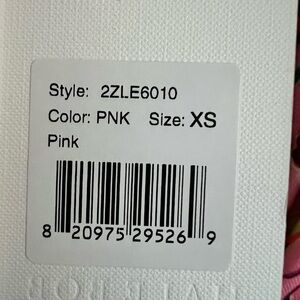 Style: 2ZLE6010
Color: PNK Size: XS
Pink
8 20975 29526 9